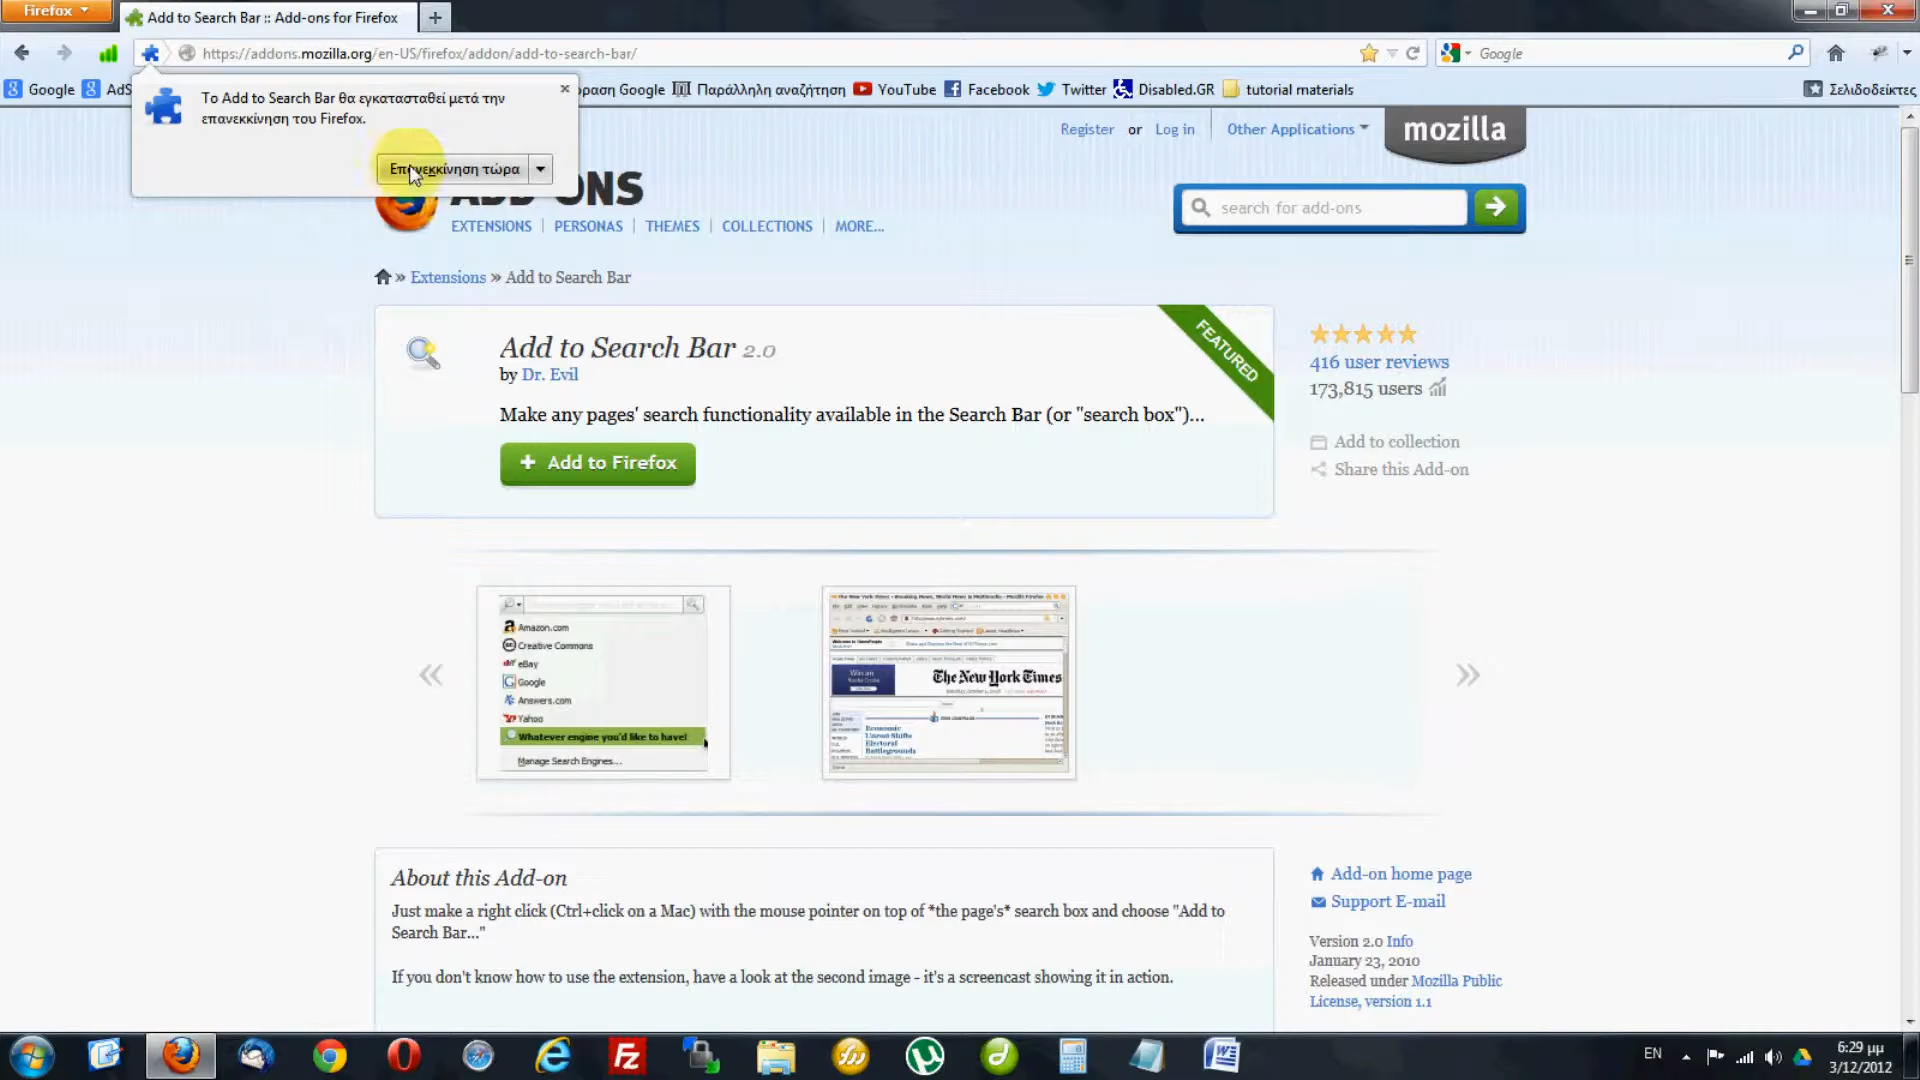 Firefox
Add to Search Bar :: Add-ons for Firefox
https://addons.mozilla.org/en-US/firefox/addon/add-to-search-bar/
Google
Google
AdS
ραση Google
Παράλληλη αναζήτηση
YouTube
Facebook
Twitter
Disabled.GR
tutorial materials
Σελιδοδείκτες
Το Add to Search Bar θα εγκατασταθεί μετά την
επανεκκίνηση του Firefox.
Επανεκκίνηση τώρα
Register or Log in
Other Applications
mozilla
ADD-ONS
EXTENSIONS | PERSONAS | THEMES | COLLECTIONS | MORE...
search for add-ons
» Extensions » Add to Search Bar
Add to Search Bar 2.0
by Dr. Evil
Make any pages' search functionality available in the Search Bar (or "search box")...
+ Add to Firefox
FEATURED
416 user reviews
173,815 users
Add to collection
Share this Add-on
Amazon.com
Creative Commons
eBay
Google
Answers.com
Yahoo
Whatever engine you'd like to have!
Manage Search Engines...
The New York Times
Economic
Unrest Shifts
Electoral
Battlegrounds
About this Add-on
Just make a right click (Ctrl+click on a Mac) with the mouse pointer on top of *the page's* search box and choose "Add to
Search Bar..."
If you don't know how to use the extension, have a look at the second image - it's a screencast showing it in action.
Add-on home page
Support E-mail
Version 2.0 Info
January 23, 2010
Released under Mozilla Public
License, version 1.1
EN
6:29 μμ
3/12/2012